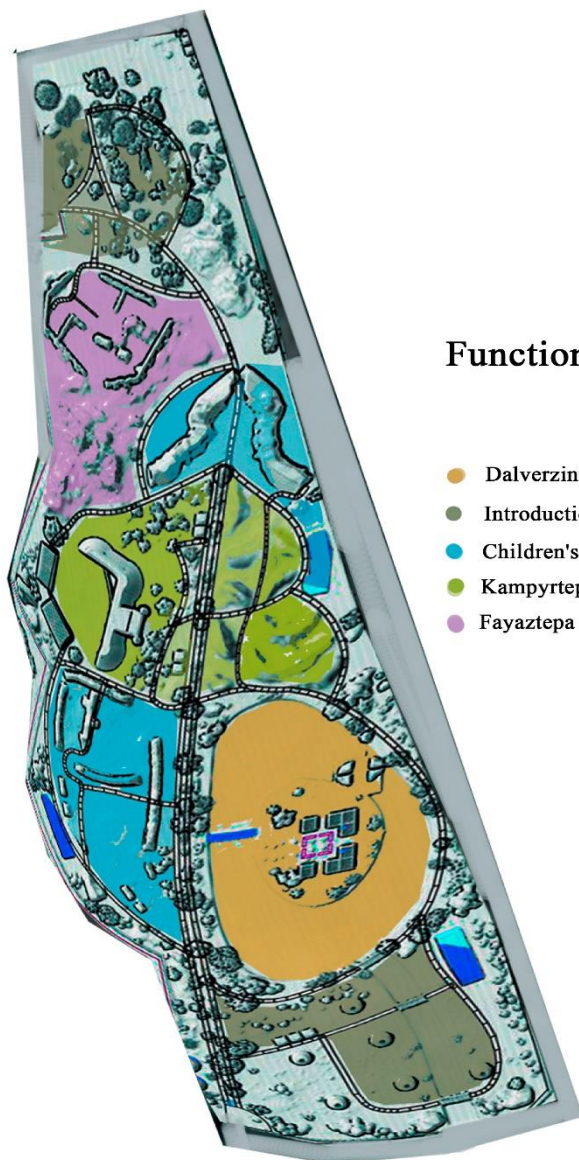 Function
Dalverzin
Introductio
Children's
Kampyrtep
Fayaztepa